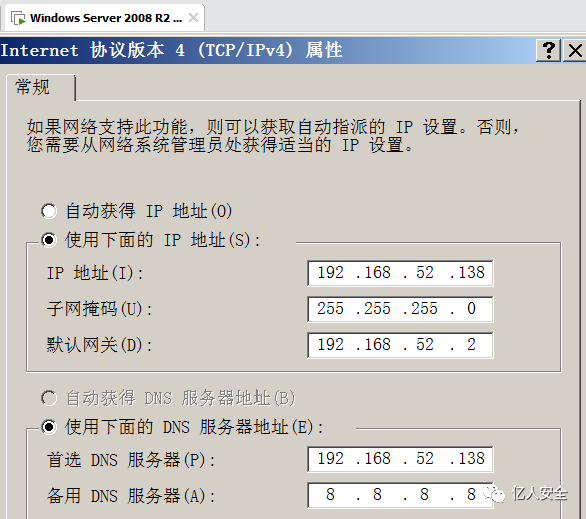 Windows Server 2008 R2 ...
Internet 协议版本 4 (TCP/IPv4) 属性
常规
如果网络支持此功能，则可以获取自动指派的 IP 设置。否则，
您需要从网络系统管理员处获得适当的 IP 设置。
自动获得 IP 地址(O)
使用下面的 IP 地址(S):
IP 地址(I): 192 .168 . 52 .138
子网掩码(U): 255 .255 .255 . 0
默认网关(D): 192 .168 . 52 . 2
自动获得 DNS 服务器地址(B)
使用下面的 DNS 服务器地址(E):
首选 DNS 服务器(P): 192 .168 . 52 .138
备用 DNS 服务器(A): 8 . 8 . 8 . 8
亿人安全